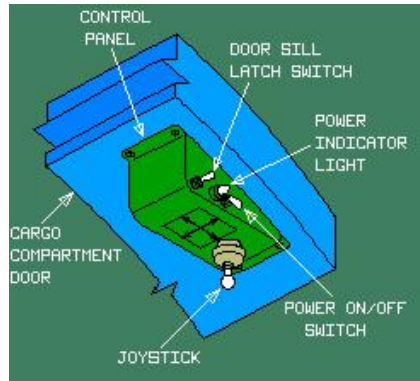 CONTROL
PANEL
DOOR SILL
LATCH SWITCH
POWER
INDICATOR
LIGHT
CARGO
COMPARTMENT
DOOR
POWER ON/OFF
SWITCH
JOYSTICK